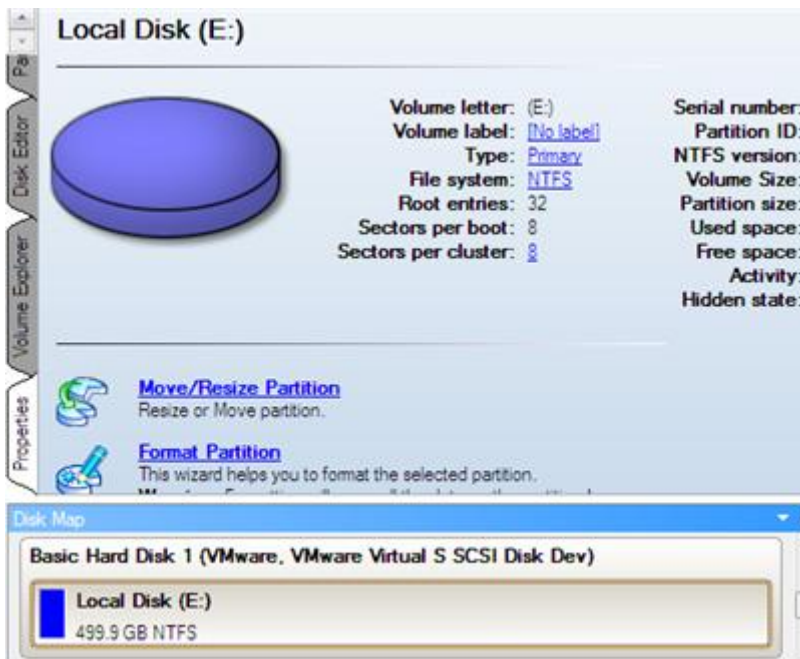 Local Disk (E:)
Pa
Disk Editor
Volume Explorer
Properties
Volume letter: (E:)
Volume label: [No label]
Type: Primary
File system: NTFS
Root entries: 32
Sectors per boot: 8
Sectors per cluster: 8
Serial number:
Partition ID:
NTFS version:
Volume Size:
Partition size:
Used space:
Free space:
Activity:
Hidden state:
Move/Resize Partition
Resize or Move partition.
Format Partition
This wizard helps you to format the selected partition.
Disk Map
Basic Hard Disk 1 (VMware, VMware Virtual S SCSI Disk Dev)
Local Disk (E:)
499.9 GB NTFS